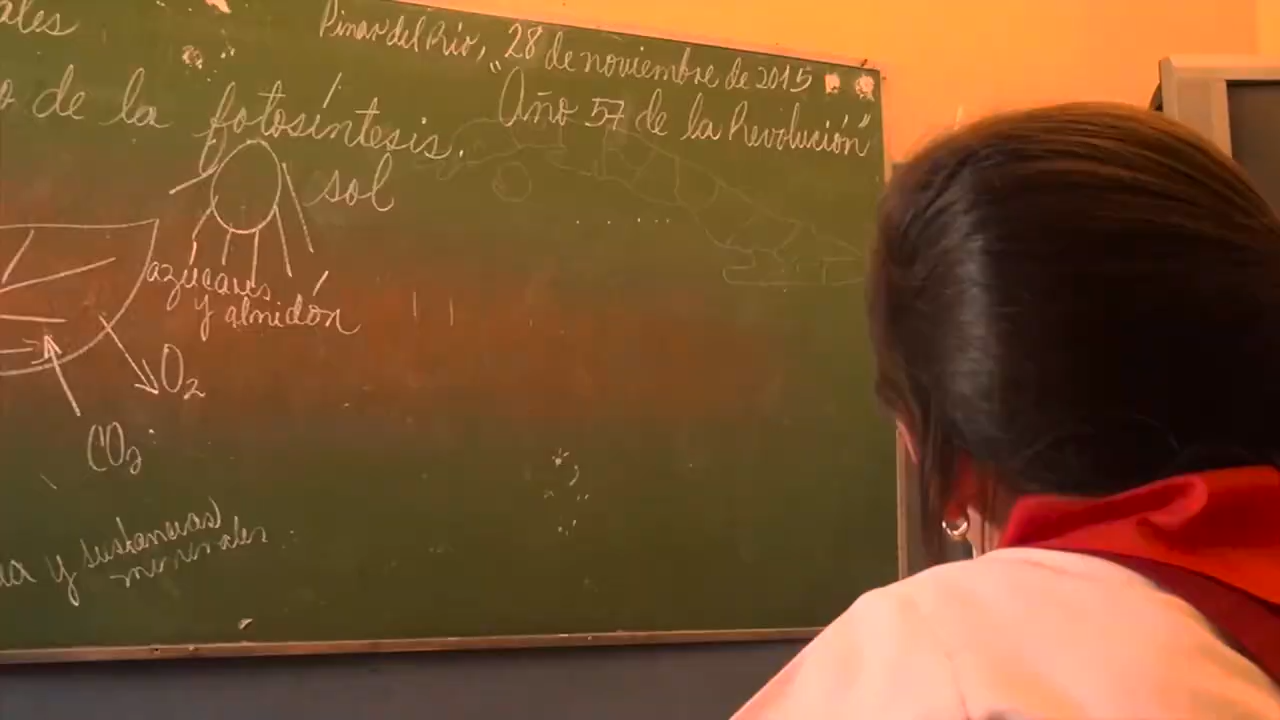 ales
Pinar del Río, 28 de noviembre de 2015
"Año 57 de la Revolución"
o de la fotosíntesis.
sol
azúcares
y almidón
O2
CO2
ua y sustancias
minerales